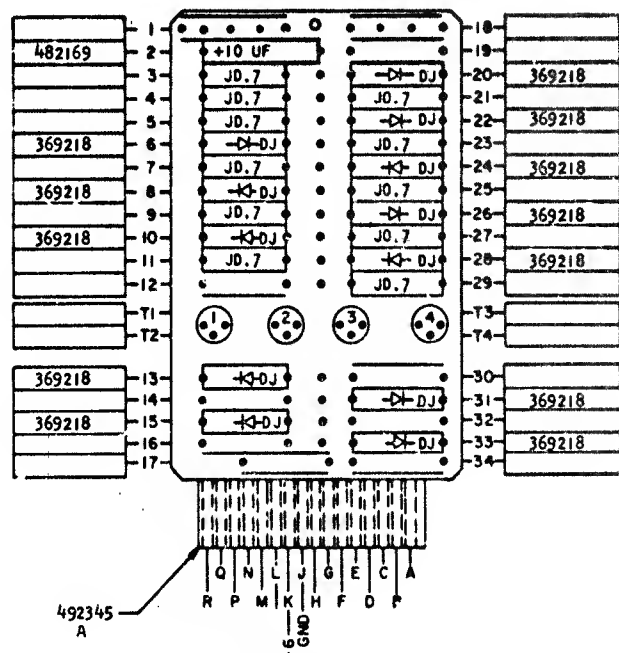 1 18
482169 2 +10 UF 19
3 JD.7 20 DJ 369218
4 JD.7 JD.7 21
5 JD.7 DJ 22 369218
369218 6 DJ JD.7 23
7 JD.7 DJ 24 369218
369218 8 DJ JD.7 25
9 JD.7 DJ 26 369218
369218 10 DJ JD.7 27
11 JD.7 DJ 28 369218
12 JD.7 29
T1 1 2 3 4 T3
T2 T4
369218 13 DJ 30
14 DJ 31 369218
369218 15 DJ 32
16 DJ 33 369218
17 34
Q N L J G E C A
R P M K H F D
492345
A
6
GND